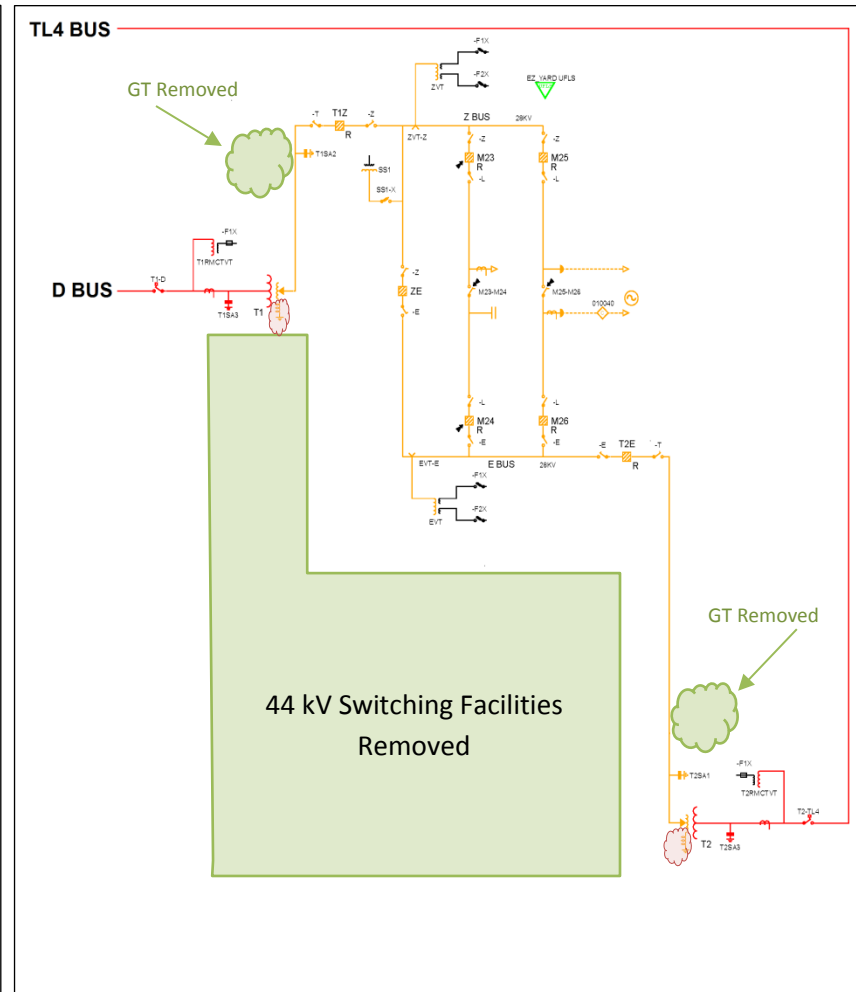 TL4 BUS
GT Removed
-F1X
ZVT
-F2X
EZ_YARD UFLS
-T
T1Z
-Z
R
Z BUS
28KV
ZVT-Z
-Z
-Z
M23
R
M25
R
-L
-L
T1SA2
SS1
SS1-X
-F1X
T1RMCTVT
D BUS
T1-D
T1SA3
T1
-Z
ZE
-E
M23-M24
M25-M26
010040
-L
-L
M24
R
M26
R
-E
-E
EVT-E
E BUS
28KV
-E
T2E
-T
R
-F1X
EVT
-F2X
GT Removed
44 kV Switching Facilities
Removed
T2SA1
-F1X
T2RMCTVT
T2-TL4
T2
T2SA3